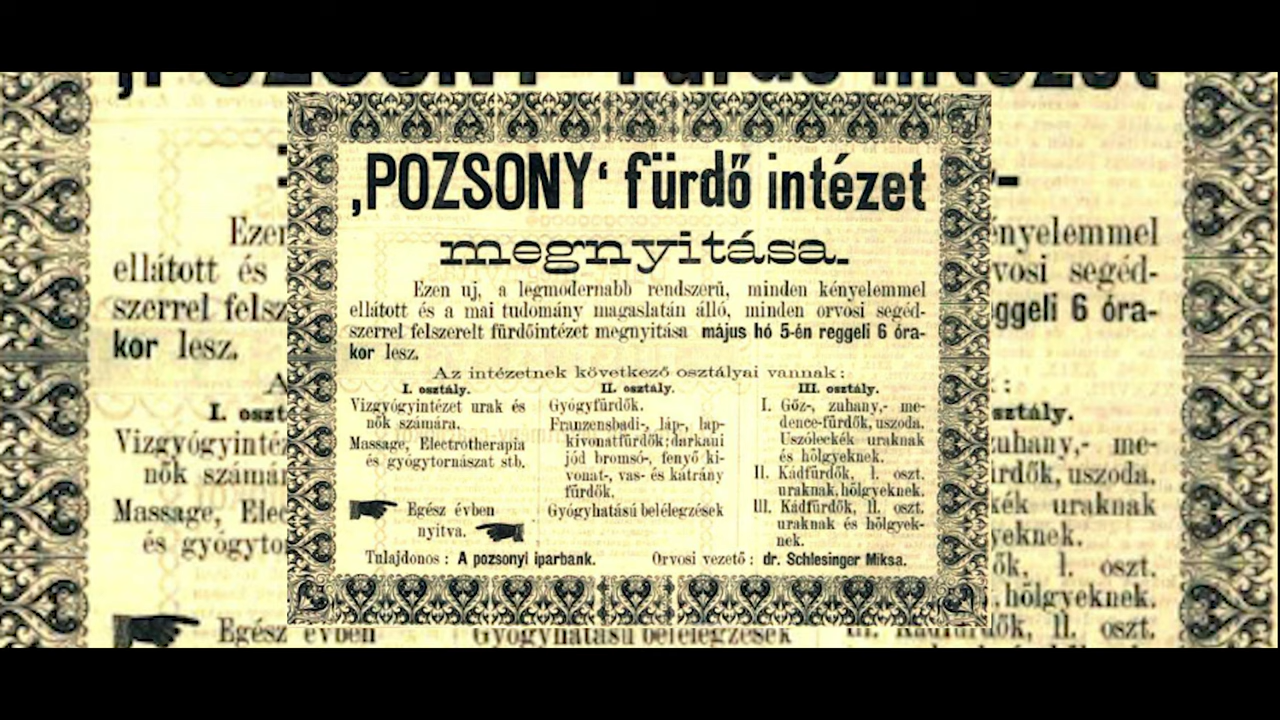 ‚POZSONY‘ fürdő intézet
megnyitása.
Ezen uj, a legmodernabb rendszerű, minden kényelemmel
ellátott és a mai tudomány magaslatán álló, minden orvosi segéd-
szerrel felszerelt fürdőintézet megnyitása május hó 5-én reggeli 6 óra-
kor lesz.
Az intézetnek következő osztályai vannak:
I. osztály.
Vizgyógyintézet urak és
nők számára.
Massage, Electrotherapia
és gyógytornászat stb.
Egész évben
nyitva.
II. osztály.
Gyógyfürdők.
Franzensbadi-, láp-, lap-
kivonatfürdők; darkaui
jód bromsó-, fenyő ki-
vonat-, vas- és kátrány
fürdők.
Gyógyhatású belélegzések
III. osztály.
I. Gőz-, zuhany,- me-
dence-fürdők, uszoda.
Uszóleckék uraknak
és hölgyeknek.
II. Kádfürdők, I. oszt.
uraknak, hölgyeknek.
III. Kádfürdők, II. oszt.
uraknak és hölgyek-
nek.
Tulajdonos : A pozsonyi iparbank.
Orvosi vezető : dr. Schlesinger Miksa.